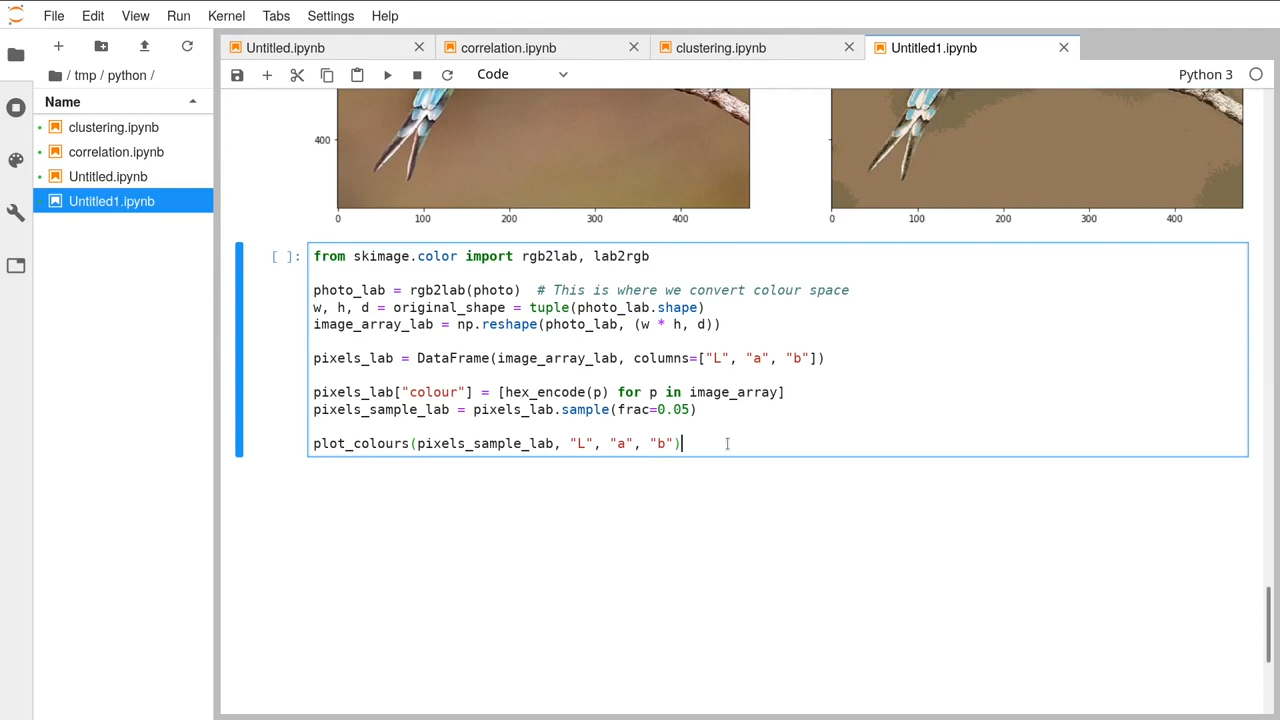 File Edit View Run Kernel Tabs Settings Help
/ tmp / python /
Name
clustering.ipynb
correlation.ipynb
Untitled.ipynb
Untitled1.ipynb
Untitled.ipynb correlation.ipynb clustering.ipynb Untitled1.ipynb
Code Python 3
400
0 100 200 300 400 0 100 200 300 400
[ ]:
from skimage.color import rgb2lab, lab2rgb
photo_lab = rgb2lab(photo)  # This is where we convert colour space
w, h, d = original_shape = tuple(photo_lab.shape)
image_array_lab = np.reshape(photo_lab, (w * h, d))
pixels_lab = DataFrame(image_array_lab, columns=["L", "a", "b"])
pixels_lab["colour"] = [hex_encode(p) for p in image_array]
pixels_sample_lab = pixels_lab.sample(frac=0.05)
plot_colours(pixels_sample_lab, "L", "a", "b")